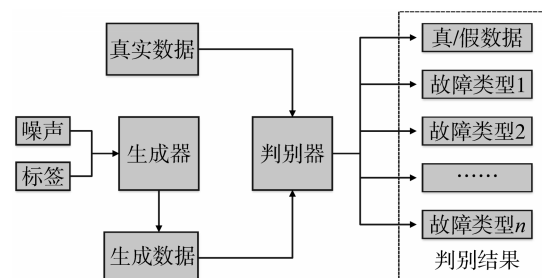 真实数据
噪声
标签
生成器
生成数据
判别器
真/假数据
故障类型1
故障类型2
……
故障类型n
判别结果